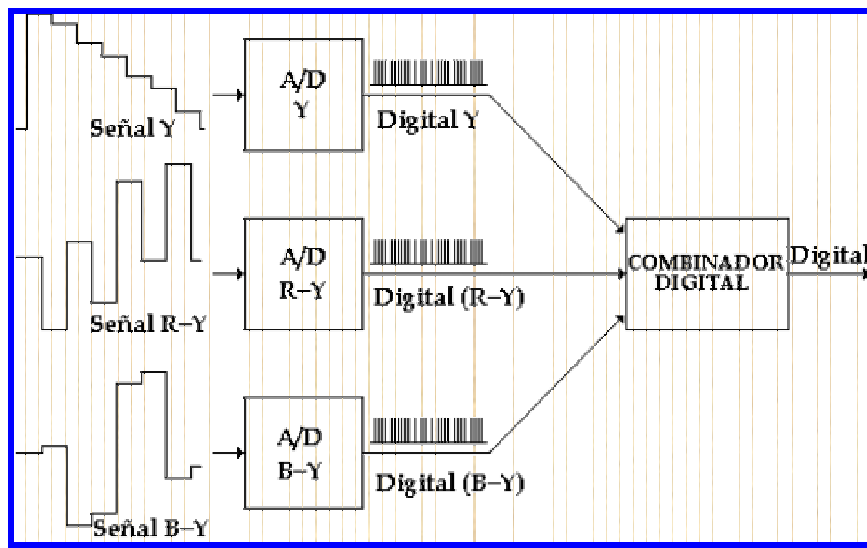 Señal Y
A/D
Y
Digital Y
Señal R-Y
A/D
R-Y
Digital (R-Y)
COMBINADOR
DIGITAL
Digital
Señal B-Y
A/D
B-Y
Digital (B-Y)